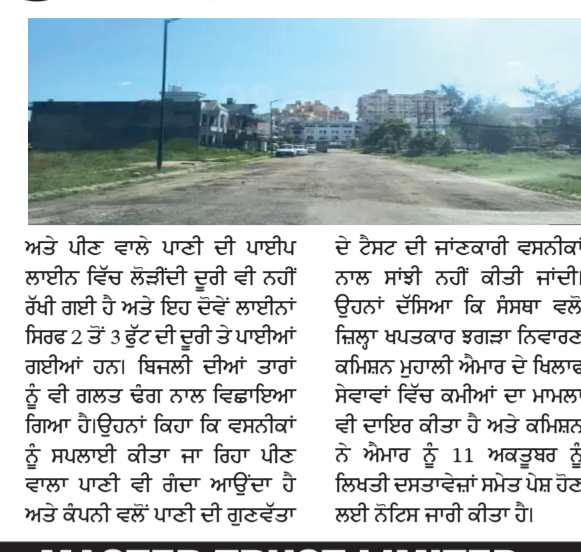 ਅਤੇ ਪੀਣ ਵਾਲੇ ਪਾਣੀ ਦੀ ਪਾਈਪ
ਲਾਈਨ ਵਿੱਚ ਲੋੜੀਂਦੀ ਦੂਰੀ ਵੀ ਨਹੀਂ
ਰੱਖੀ ਗਈ ਹੈ ਅਤੇ ਇਹ ਦੋਵੇਂ ਲਾਈਨਾਂ
ਸਿਰਫ 2 ਤੋਂ 3 ਫੁੱਟ ਦੀ ਦੂਰੀ ਤੇ ਪਾਈਆਂ
ਗਈਆਂ ਹਨ। ਬਿਜਲੀ ਦੀਆਂ ਤਾਰਾਂ
ਨੂੰ ਵੀ ਗਲਤ ਢੰਗ ਨਾਲ ਵਿਛਾਇਆ
ਗਿਆ ਹੈ।ਉਹਨਾਂ ਕਿਹਾ ਕਿ ਵਸਨੀਕਾਂ
ਨੂੰ ਸਪਲਾਈ ਕੀਤਾ ਜਾ ਰਿਹਾ ਪੀਣ
ਵਾਲਾ ਪਾਣੀ ਵੀ ਗੰਦਾ ਆਉਂਦਾ ਹੈ
ਅਤੇ ਕੰਪਨੀ ਵਲੋਂ ਪਾਣੀ ਦੀ ਗੁਣਵੱਤਾ
ਦੇ ਟੈਸਟ ਦੀ ਜਾਂਣਕਾਰੀ ਵਸਨੀਕਾਂ
ਨਾਲ ਸਾਂਝੀ ਨਹੀਂ ਕੀਤੀ ਜਾਂਦੀ।
ਉਹਨਾਂ ਦੱਸਿਆ ਕਿ ਸੰਸਥਾ ਵਲੋਂ
ਜ਼ਿਲ੍ਹਾ ਖਪਤਕਾਰ ਝਗੜਾ ਨਿਵਾਰਣ
ਕਮਿਸ਼ਨ ਮੁਹਾਲੀ ਐਮਾਰ ਦੇ ਖਿਲਾਫ
ਸੇਵਾਵਾਂ ਵਿੱਚ ਕਮੀਆਂ ਦਾ ਮਾਮਲਾ
ਵੀ ਦਾਇਰ ਕੀਤਾ ਹੈ ਅਤੇ ਕਮਿਸ਼ਨ
ਨੇ ਐਮਾਰ ਨੂੰ 11 ਅਕਤੂਬਰ ਨੂੰ
ਲਿਖਤੀ ਦਸਤਾਵੇਜ਼ਾਂ ਸਮੇਤ ਪੇਸ਼ ਹੋਣ
ਲਈ ਨੋਟਿਸ ਜਾਰੀ ਕੀਤਾ ਹੈ।